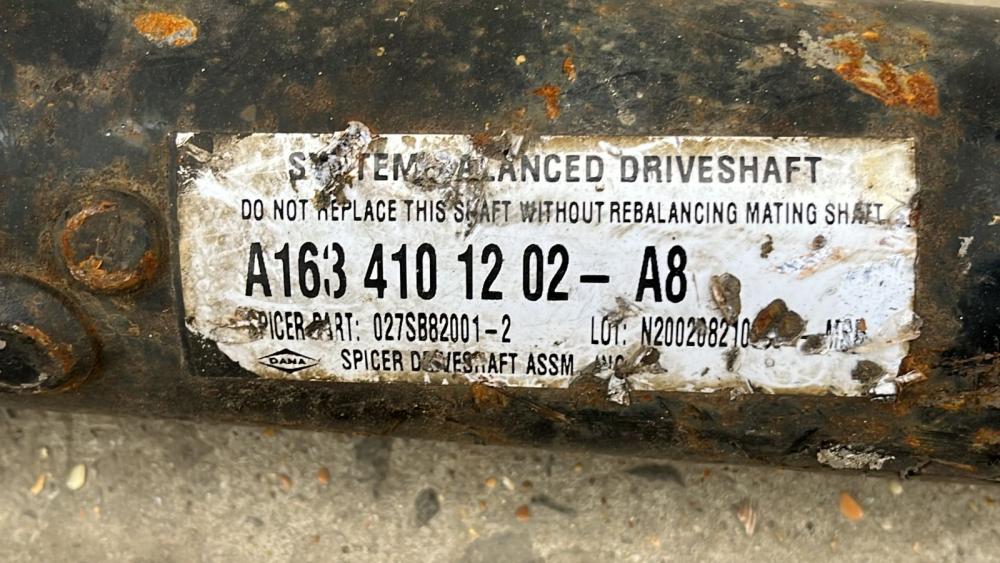 SYSTEM BALANCED DRIVESHAFT
DO NOT REPLACE THIS SHAFT WITHOUT REBALANCING MATING SHAFT
A163 410 12 02- A8
SPICER PART: 027SB82001-2 LOT:
DANA SPICER DRIVESHAFT ASSM